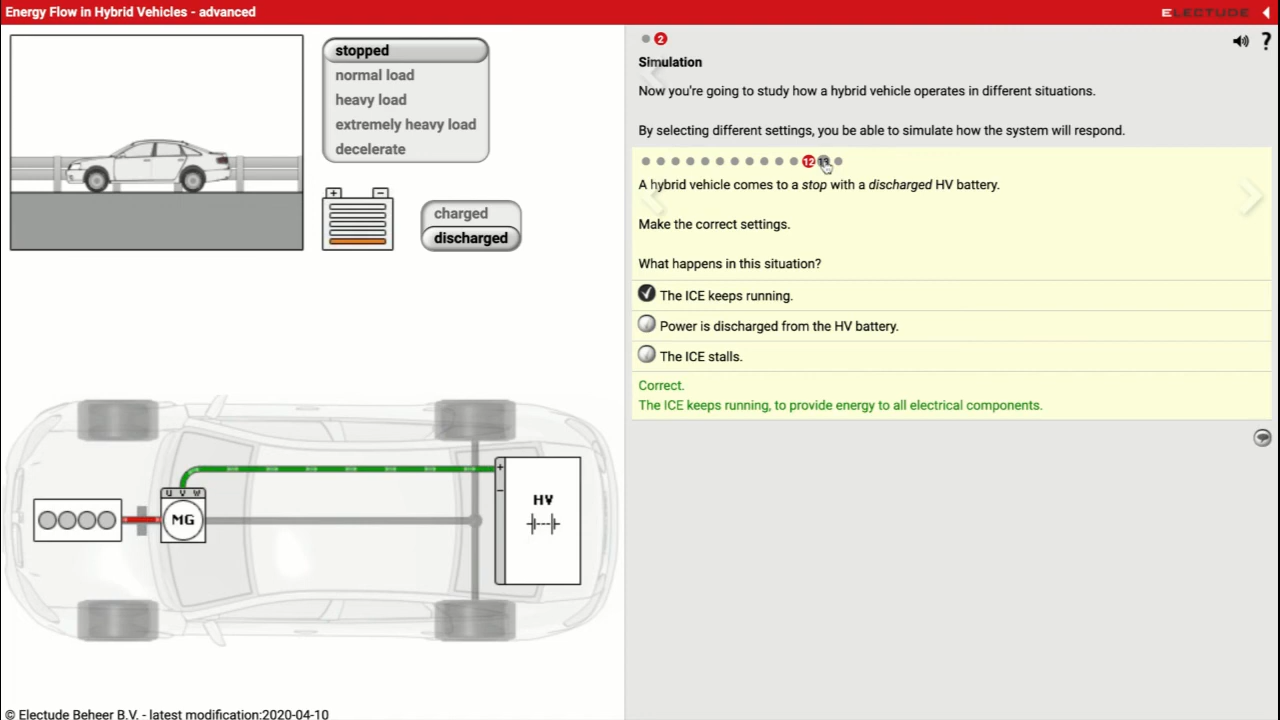 Energy Flow in Hybrid Vehicles - advanced
ELECTUDE
stopped
normal load
heavy load
extremely heavy load
decelerate
+ −
charged
discharged
U V W
MG
+
−
HV
© Electude Beheer B.V. - latest modification:2020-04-10
2
?
Simulation
Now you're going to study how a hybrid vehicle operates in different situations.
By selecting different settings, you be able to simulate how the system will respond.
12 13
A hybrid vehicle comes to a stop with a discharged HV battery.
Make the correct settings.
What happens in this situation?
The ICE keeps running.
Power is discharged from the HV battery.
The ICE stalls.
Correct.
The ICE keeps running, to provide energy to all electrical components.